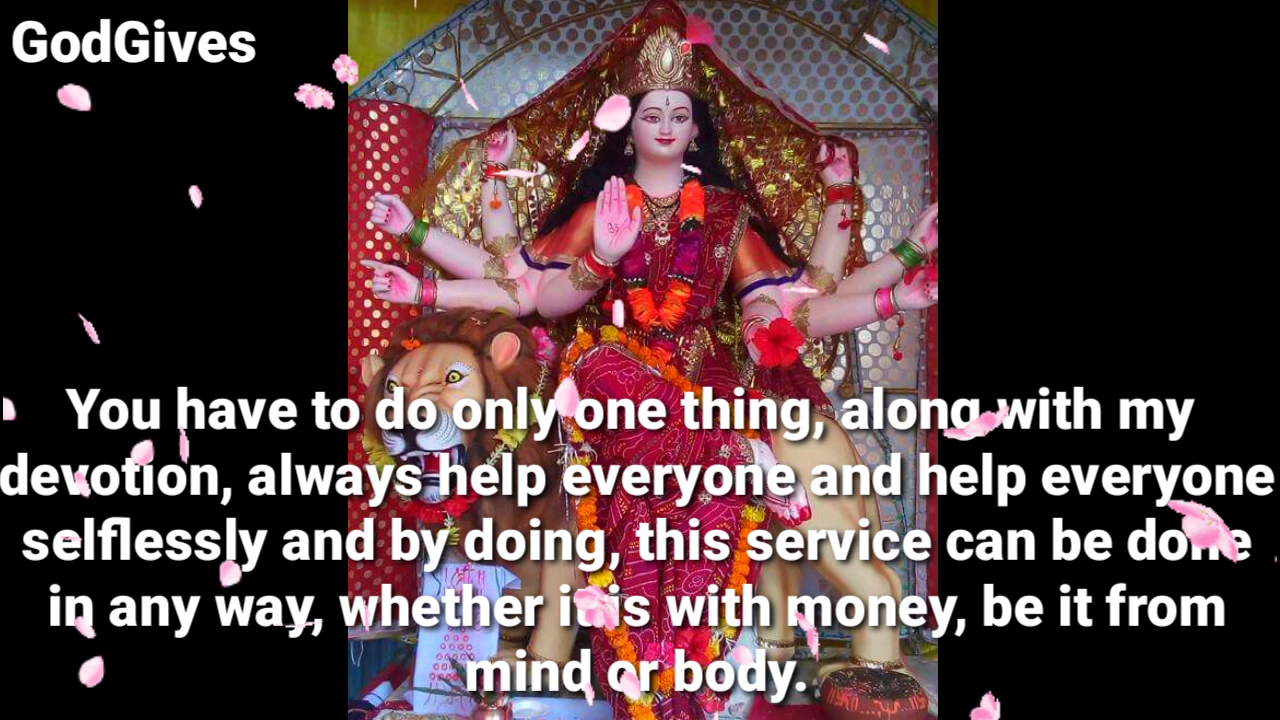 GodGives
You have to do only one thing, along with my
devotion, always help everyone and help everyone
selflessly and by doing, this service can be done
in any way, whether it is with money, be it from
mind or body.